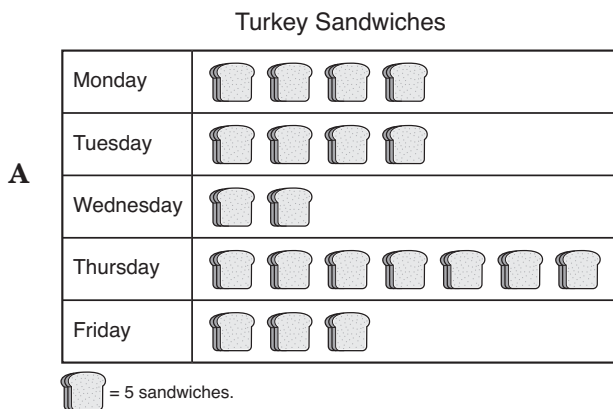 Turkey Sandwiches
A
Monday
Tuesday
Wednesday
Thursday
Friday
= 5 sandwiches.